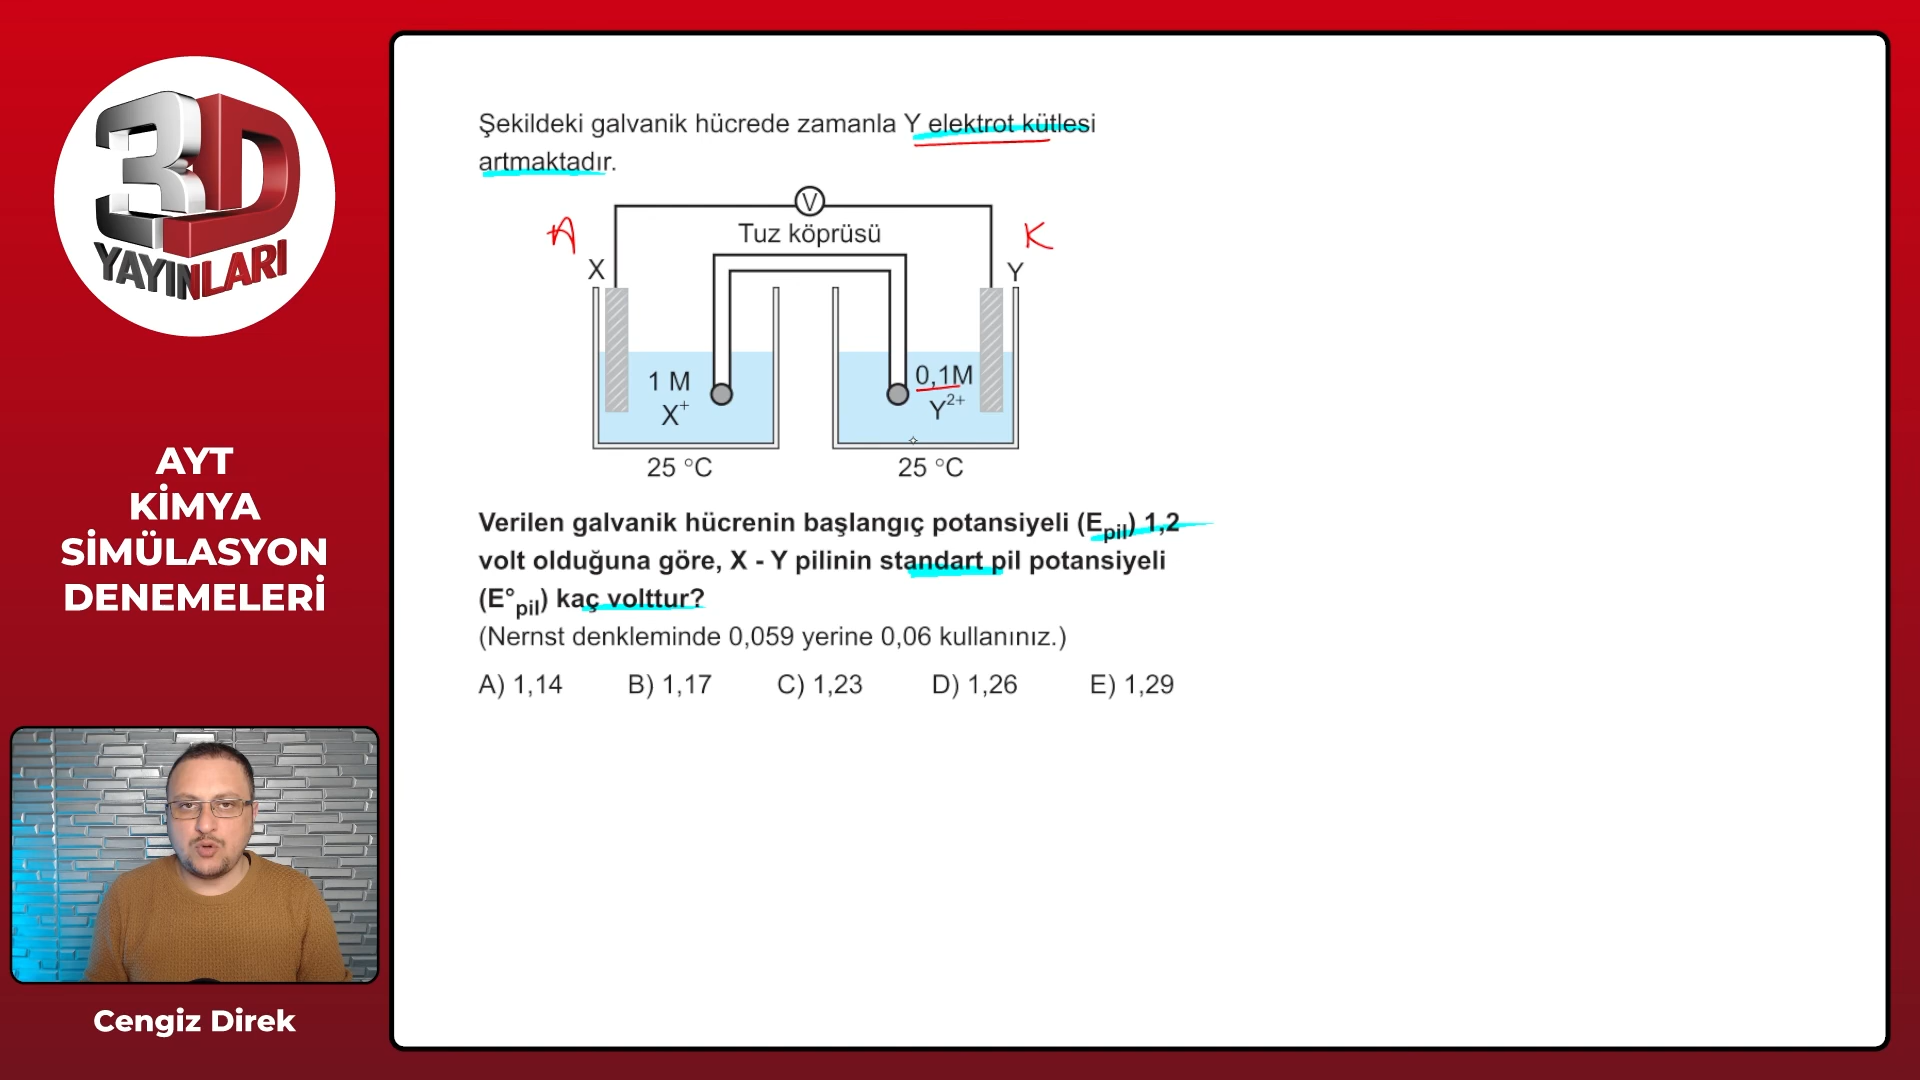 3D
YAYINLARI
AYT
KİMYA
SİMÜLASYON
DENEMELERİ
Cengiz Direk
Şekildeki galvanik hücrede zamanla Y elektrot kütlesi
artmaktadır.
V
A
Tuz köprüsü
K
X
Y
1 M
X⁺
0,1M
Y²⁺
25 °C
25 °C
Verilen galvanik hücrenin başlangıç potansiyeli (Epil) 1,2
volt olduğuna göre, X - Y pilinin standart pil potansiyeli
(E°pil) kaç volttur?
(Nernst denkleminde 0,059 yerine 0,06 kullanınız.)
A) 1,14 B) 1,17 C) 1,23 D) 1,26 E) 1,29